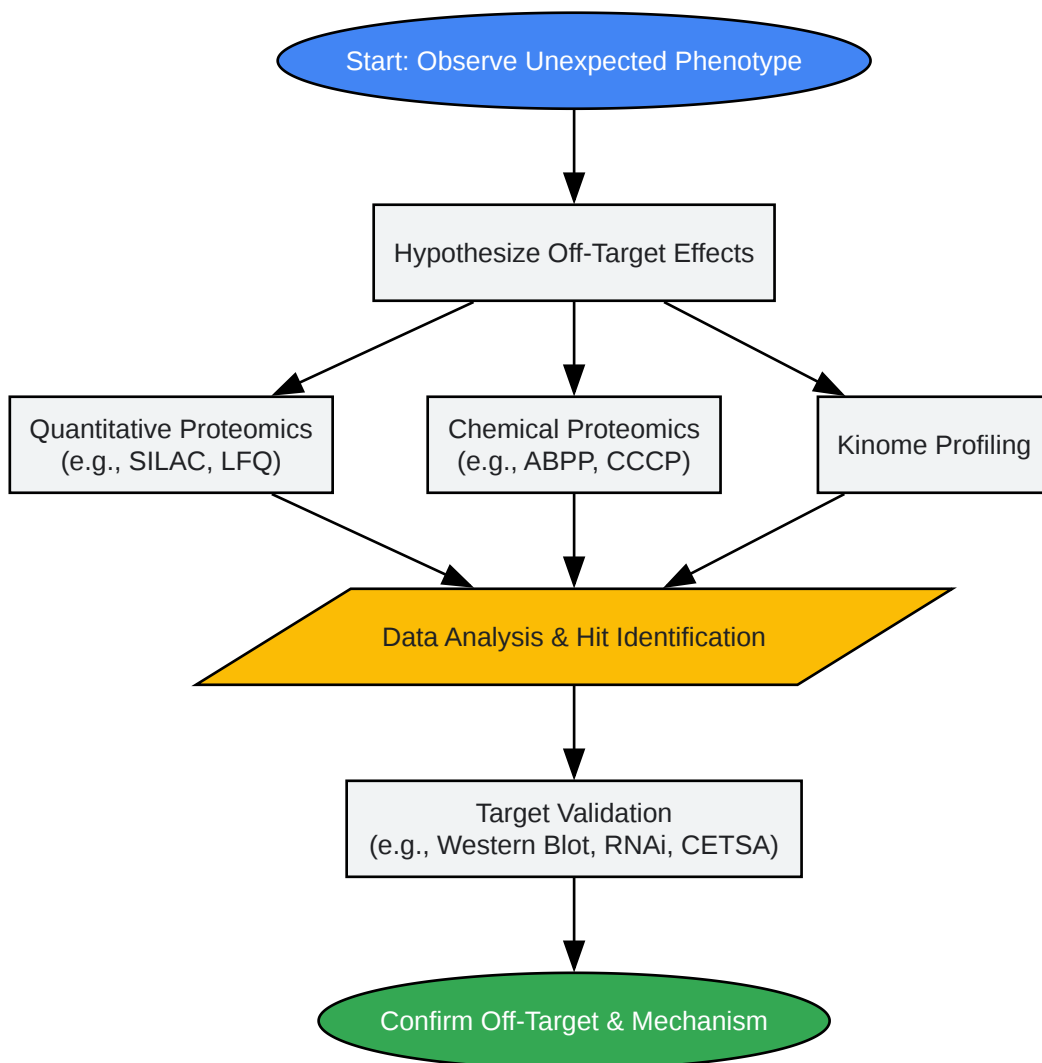 Start: Observe Unexpected Phenotype
Hypothesize Off-Target Effects
Quantitative Proteomics
(e.g., SILAC, LFQ)
Chemical Proteomics
(e.g., ABPP, CCCP)
Kinome Profiling
Data Analysis & Hit Identification
Target Validation
(e.g., Western Blot, RNAi, CETSA)
Confirm Off-Target & Mechanism